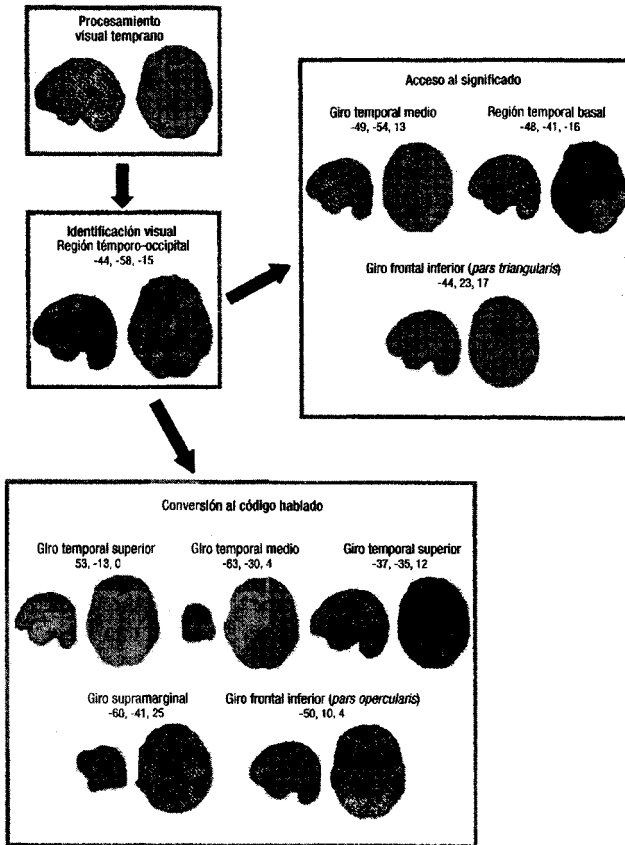 Procesamiento
visual temprano
Acceso al significado
Giro temporal medio
-49, -54, 13
Región temporal basal
-48, -41, -16
Identificación visual
Región témporo-occipital
-44, -58, -15
Giro frontal inferior (pars triangularis)
-44, 23, 17
Conversión al código hablado
Giro temporal superior
53, -13, 0
Giro temporal medio
-63, -30, 4
Giro temporal superior
-37, -35, 12
Giro supramarginal
-60, -41, 25
Giro frontal inferior (pars opercularis)
-50, 10, 4